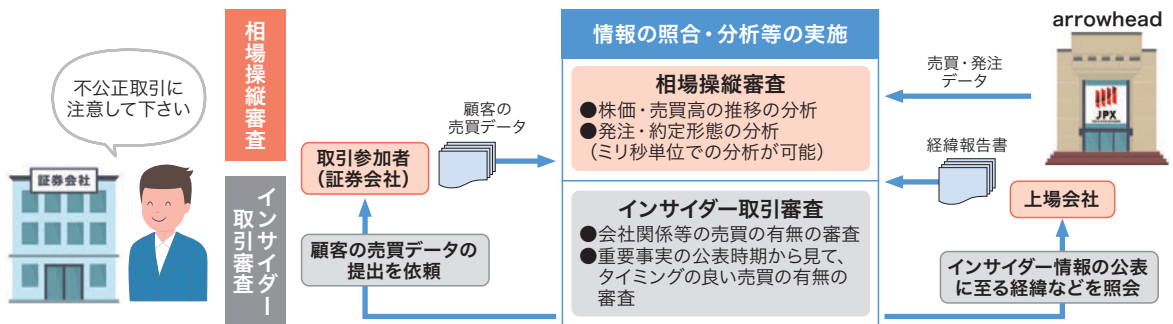 不公正取引に
注意して下さい
証券会社
相場操縦審査
インサイダー
取引審査
取引参加者
（証券会社）
顧客の
売買データ
顧客の売買データの
提出を依頼
情報の照合・分析等の実施
相場操縦審査
●株価・売買高の推移の分析
●発注・約定形態の分析
（ミリ秒単位での分析が可能）
インサイダー取引審査
●会社関係等の売買の有無の審査
●重要事実の公表時期から見て、
タイミングの良い売買の有無の
審査
arrowhead
売買・発注
データ
JPX
経緯報告書
上場会社
インサイダー情報の公表
に至る経緯などを照会